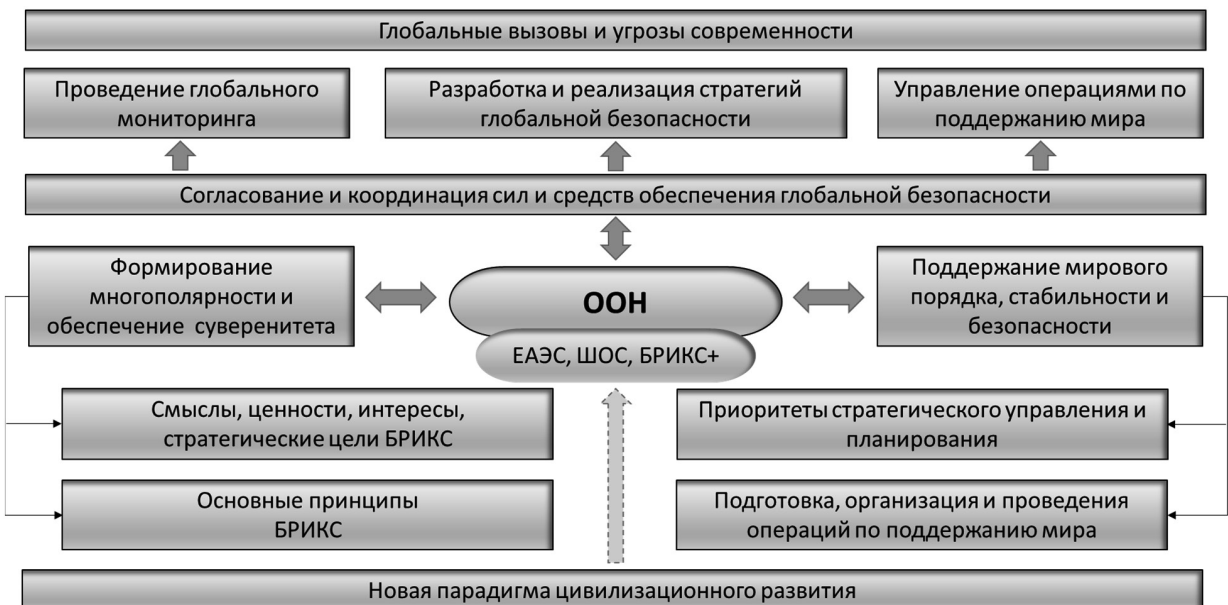 Глобальные вызовы и угрозы современности
Проведение глобального
мониторинга
Разработка и реализация стратегий
глобальной безопасности
Управление операциями по
поддержанию мира
Согласование и координация сил и средств обеспечения глобальной безопасности
Формирование
многополярности и
обеспечение суверенитета
ООН
ЕАЭС, ШОС, БРИКС+
Поддержание мирового
порядка, стабильности и
безопасности
Смыслы, ценности, интересы,
стратегические цели БРИКС
Приоритеты стратегического управления и
планирования
Основные принципы
БРИКС
Подготовка, организация и проведения
операций по поддержанию мира
Новая парадигма цивилизационного развития